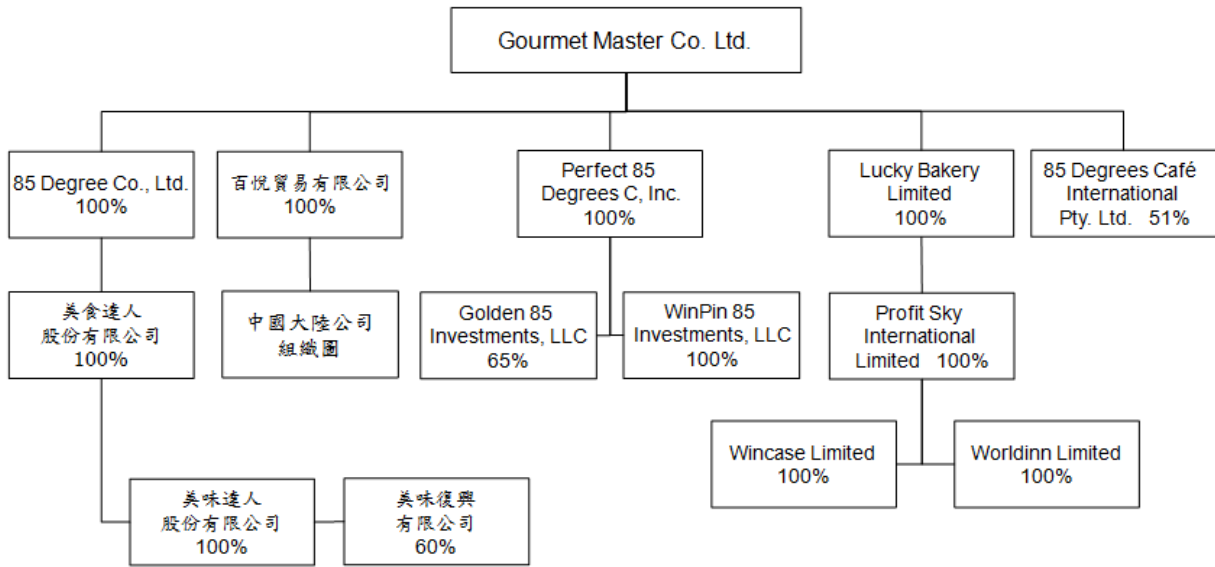 Gourmet Master Co. Ltd.
85 Degree Co., Ltd.
100%
百悅貿易有限公司
100%
Perfect 85
Degrees C, Inc.
100%
Lucky Bakery
Limited
100%
85 Degrees Café
International
Pty. Ltd. 51%
美食達人
股份有限公司
100%
中國大陸公司
組織圖
Golden 85
Investments, LLC
65%
WinPin 85
Investments, LLC
100%
Profit Sky
International
Limited 100%
Wincase Limited
100%
Worldinn Limited
100%
美味達人
股份有限公司
100%
美味復興
有限公司
60%